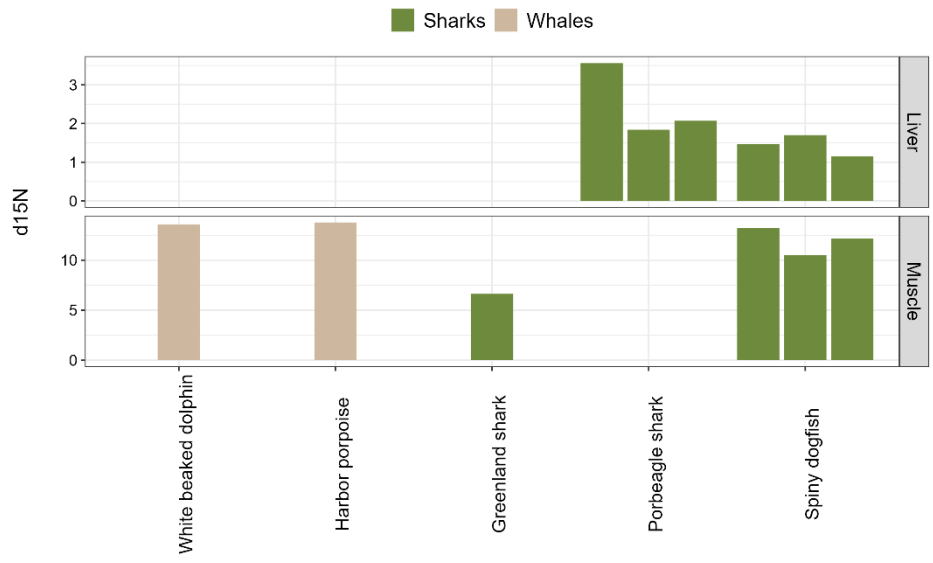 Sharks Whales
3
2
1
0
Liver
d15N
10
5
0
Muscle
White beaked dolphin
Harbor porpoise
Greenland shark
Porbeagle shark
Spiny dogfish